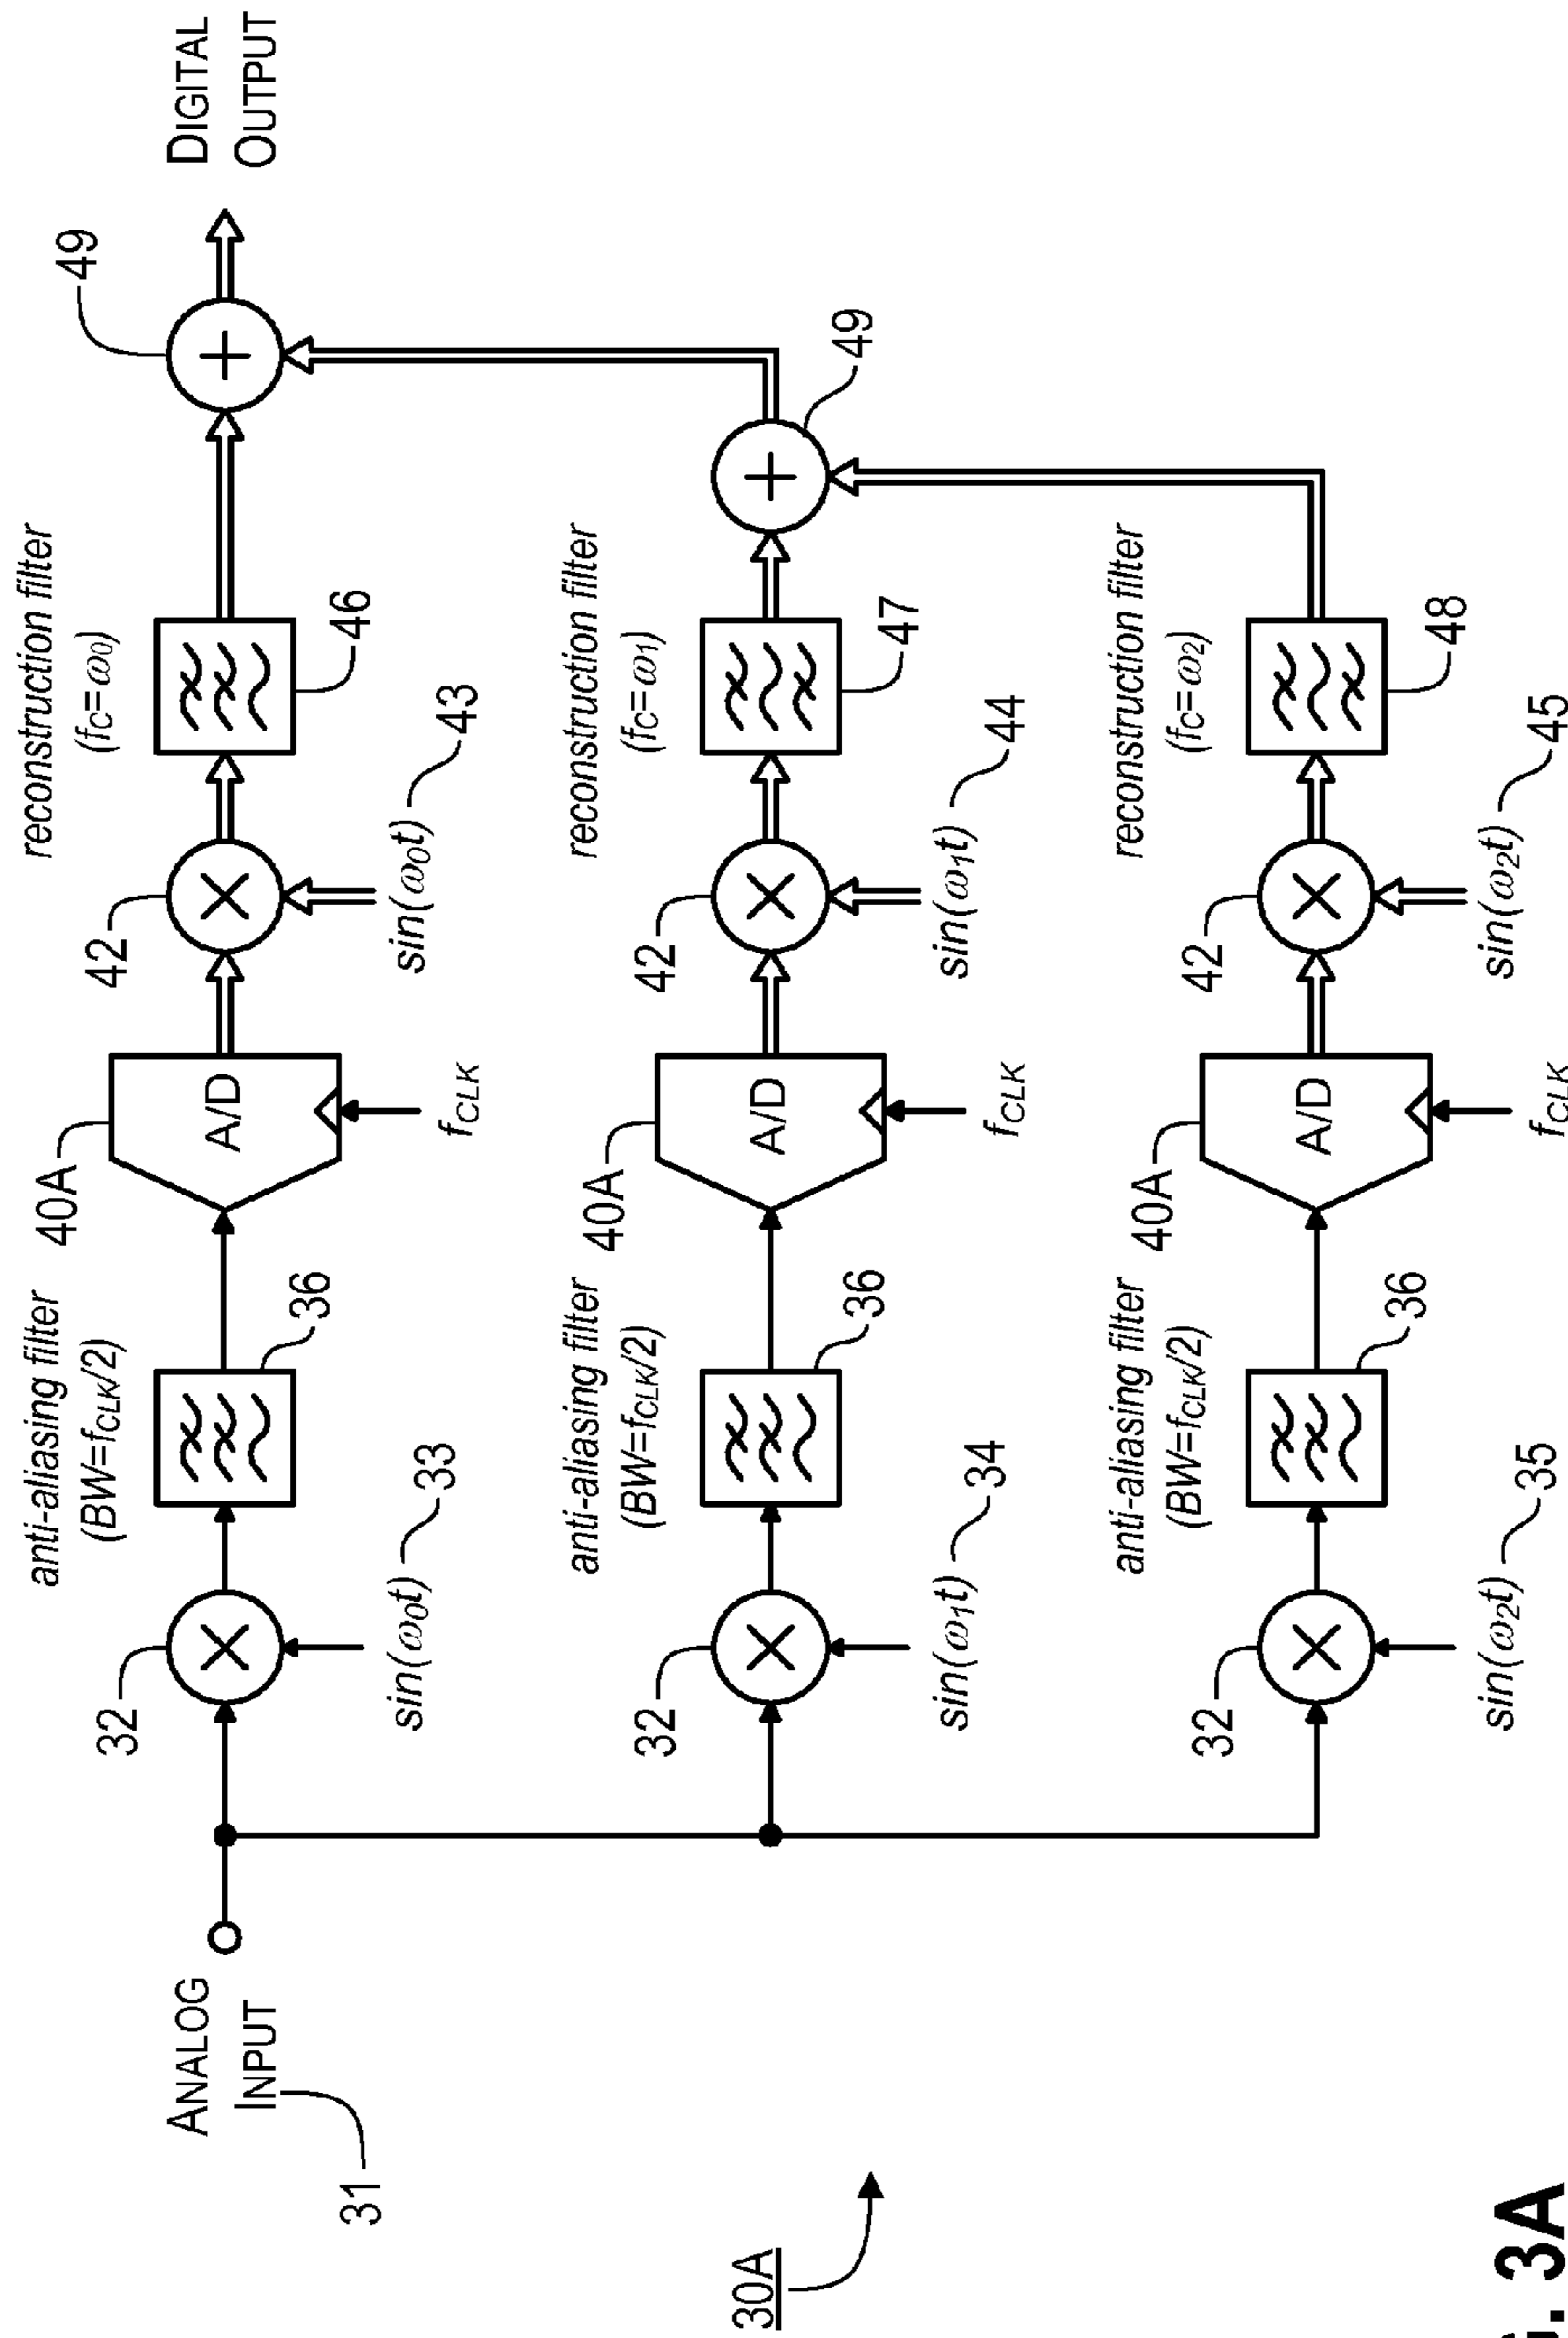 ANALOG
INPUT
31
30A
32
sin(ω0t)
33
anti-aliasing filter
(BW=fCLK/2)
36
40A
A/D
fCLK
42
sin(ω0t)
43
reconstruction filter
(fC=ω0)
46
49
DIGITAL
OUTPUT
32
sin(ω1t)
34
anti-aliasing filter
(BW=fCLK/2)
36
40A
A/D
fCLK
42
sin(ω1t)
44
reconstruction filter
(fC=ω1)
47
49
32
sin(ω2t)
35
anti-aliasing filter
(BW=fCLK/2)
36
40A
A/D
fCLK
42
sin(ω2t)
45
reconstruction filter
(fC=ω2)
48
G. 3A